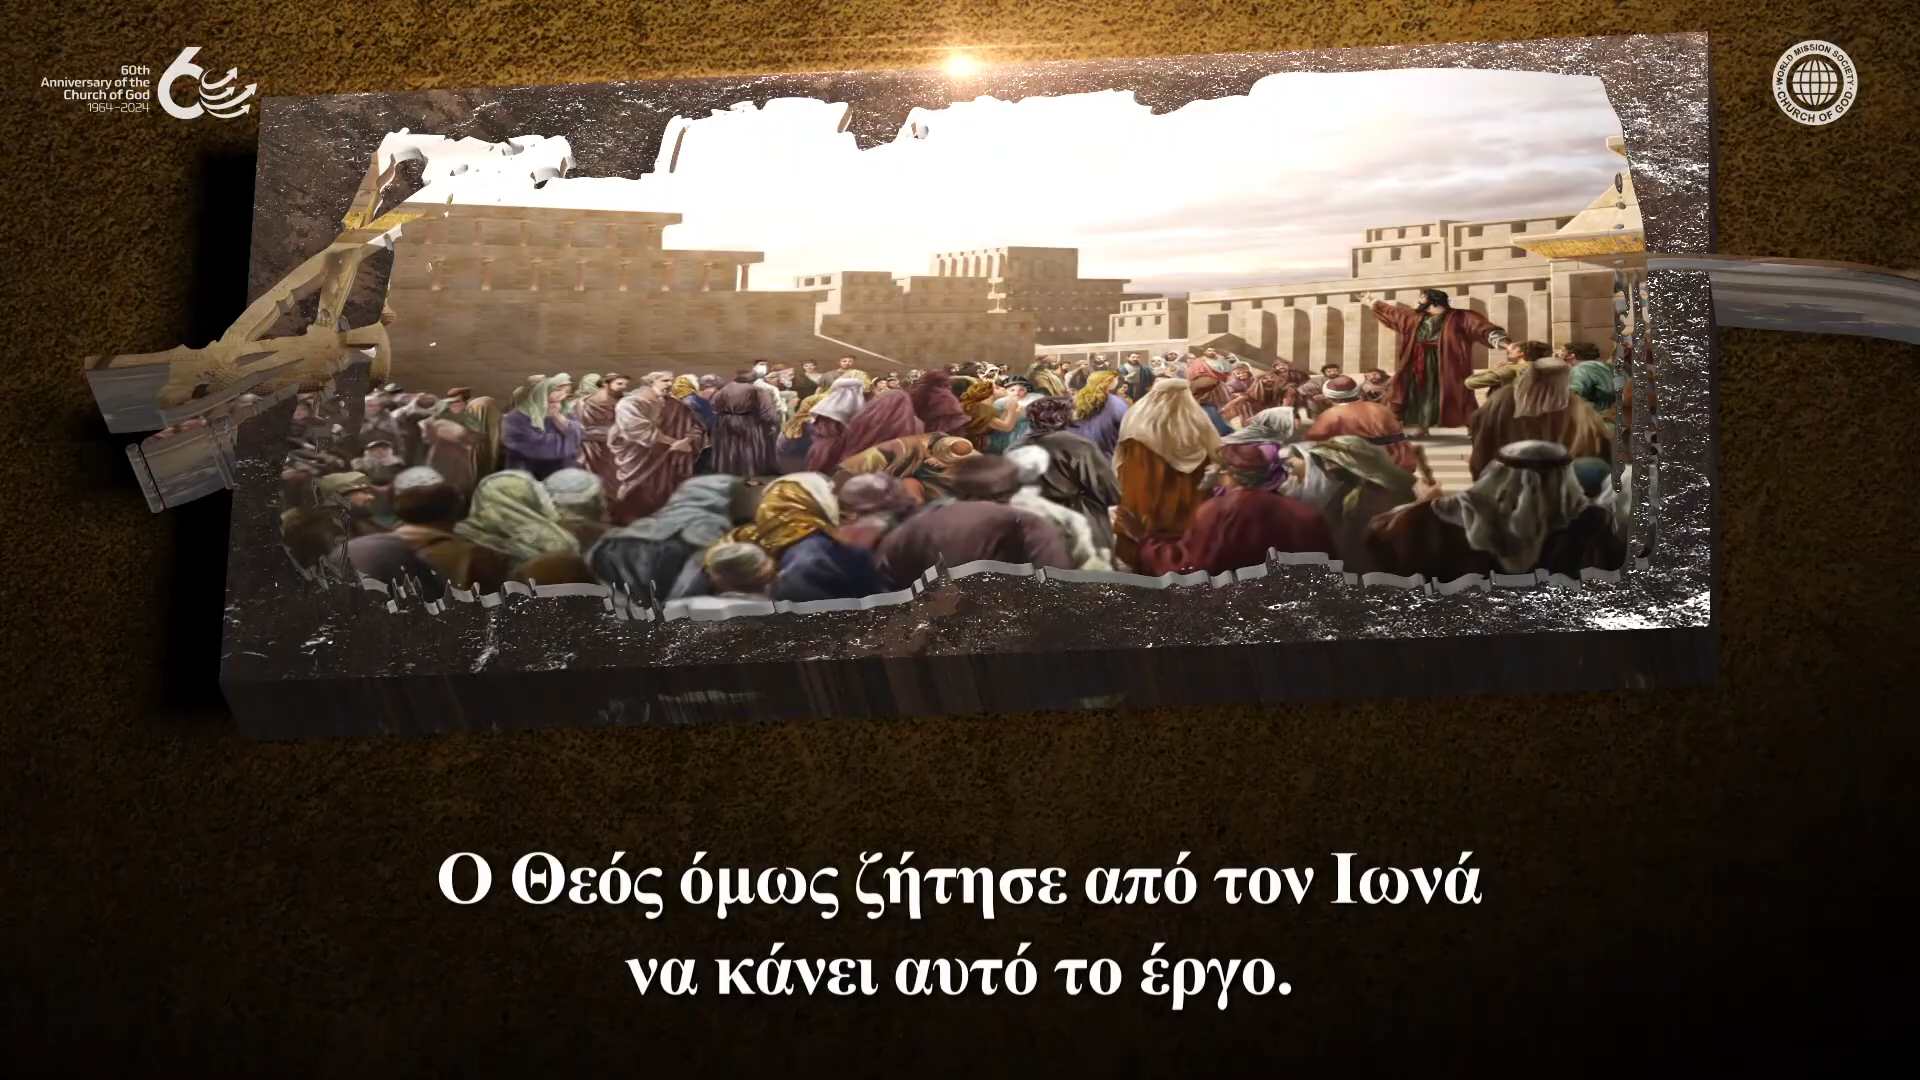 60th
Anniversary of the
Church of God
1964–2024
WORLD MISSION SOCIETY
CHURCH OF GOD
Ο Θεός όμως ζήτησε από τον Ιωνά
να κάνει αυτό το έργο.